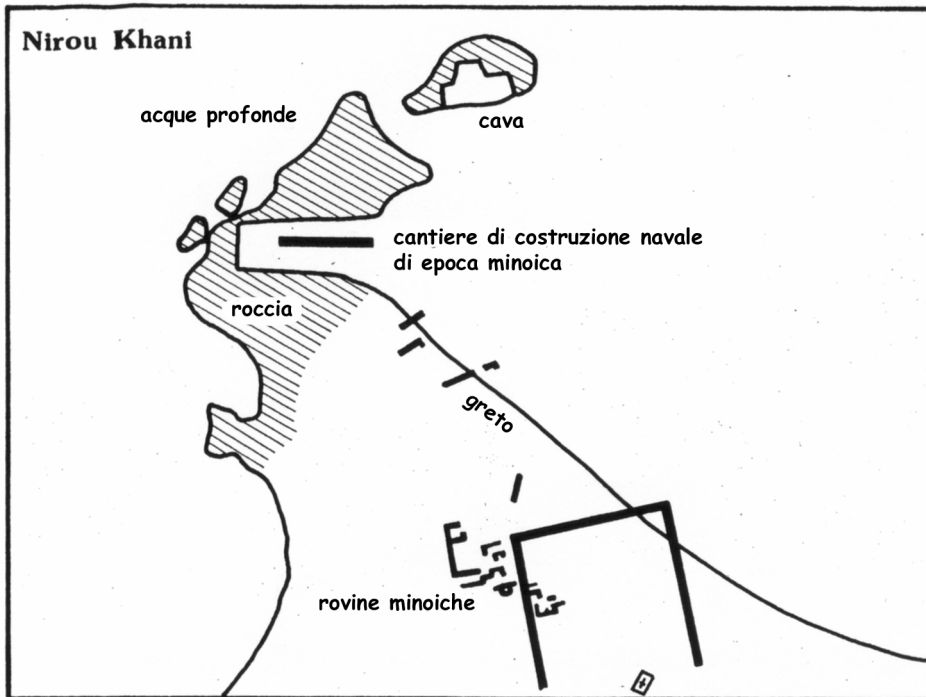 Nirou Khani
acque profonde
cava
cantiere di costruzione navale
di epoca minoica
roccia
greto
rovine minoiche